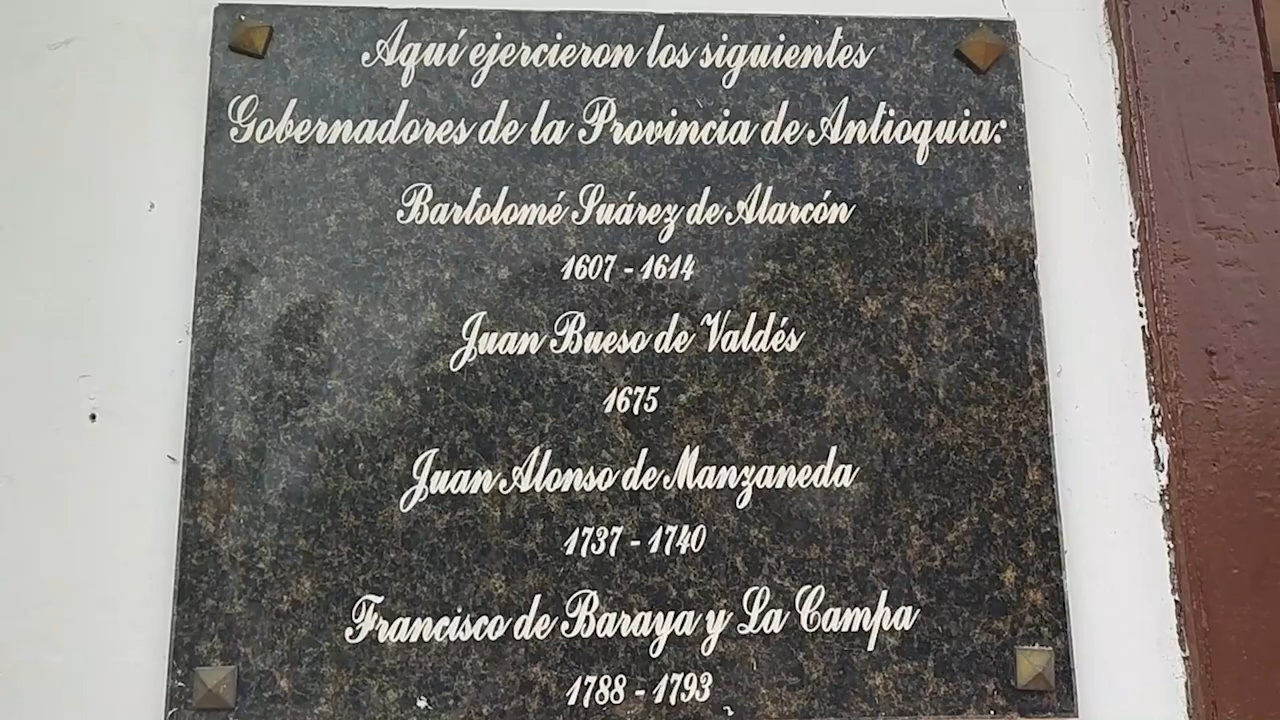 Aquí ejercieron los siguientes
Gobernadores de la Provincia de Antioquia:
Bartolomé Suárez de Alarcón
1607 - 1614
Juan Bueso de Valdés
1675
Juan Alonso de Manzaneda
1737 - 1740
Francisco de Baraya y La Campa
1788 - 1793